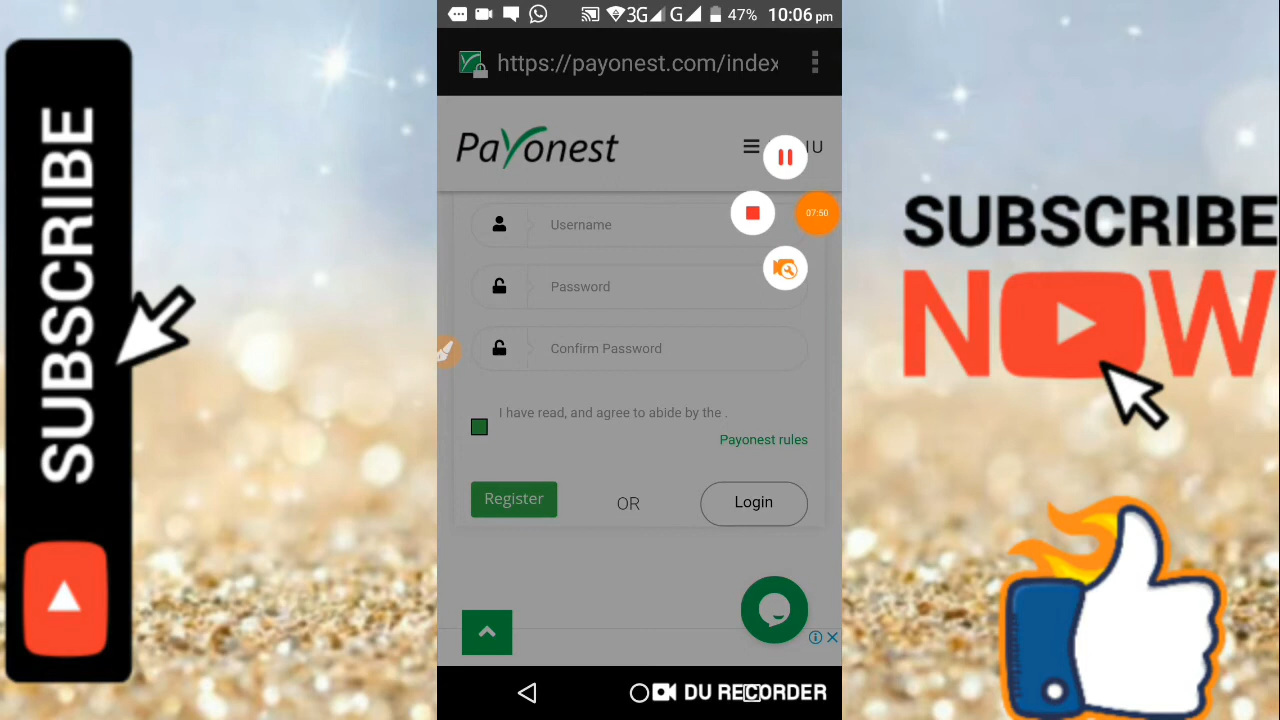 SUBSCRIBE
3G G 47% 10:06 pm
https://payonest.com/index
PaYonest
07:50
Username
Password
Confirm Password
I have read, and agree to abide by the .
Payonest rules
Register
OR
Login
DU RECORDER
SUBSCRIBE
NOW